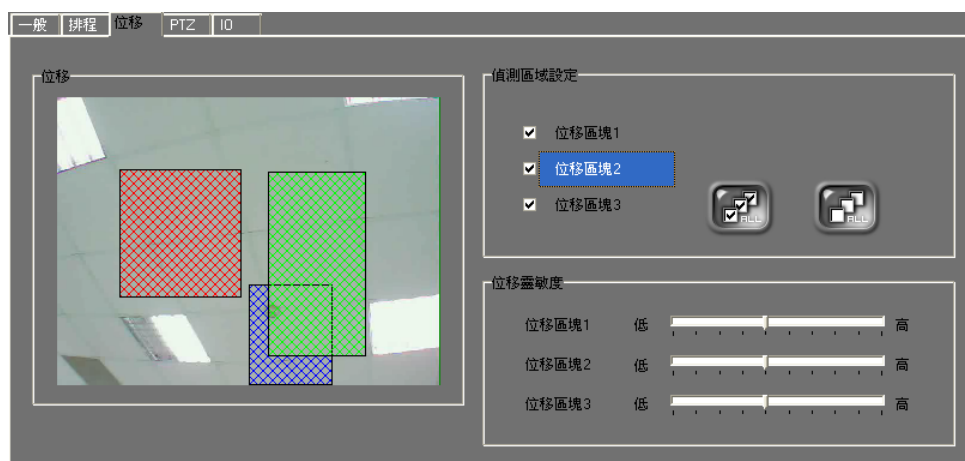 一般 排程 位移 PTZ IO
位移
偵測區域設定
位移區塊1
位移區塊2
位移區塊3
ALL ALL
位移靈敏度
位移區塊1 低 高
位移區塊2 低 高
位移區塊3 低 高